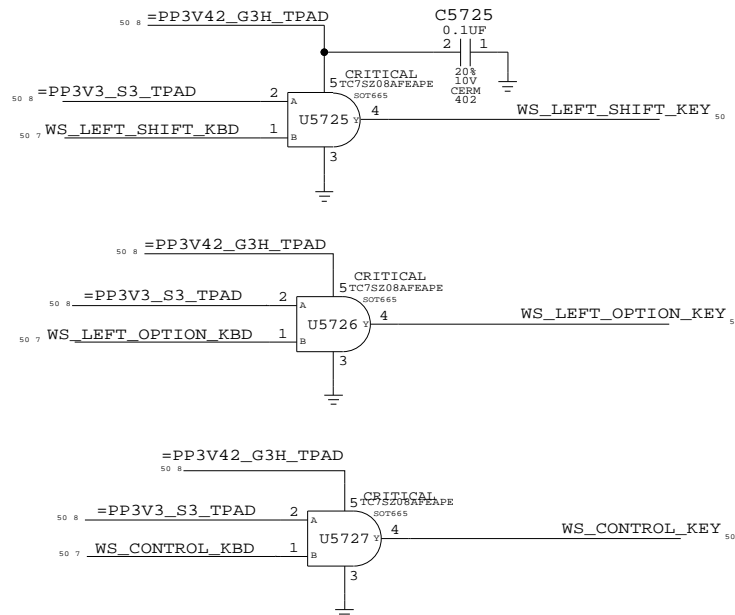 50 8 =PP3V42_G3H_TPAD
C5725
0.1UF
2 1
20%
10V
CERM
402
CRITICAL
5 TC7SZ08AFEAPE
SOT665
50 8 =PP3V3_S3_TPAD 2 A
U5725 Y 4 WS_LEFT_SHIFT_KEY 50
50 7 WS_LEFT_SHIFT_KBD 1 B
3
50 8 =PP3V42_G3H_TPAD
CRITICAL
5 TC7SZ08AFEAPE
SOT665
50 8 =PP3V3_S3_TPAD 2 A
U5726 Y 4 WS_LEFT_OPTION_KEY 5
50 7 WS_LEFT_OPTION_KBD 1 B
3
=PP3V42_G3H_TPAD
50 8
CRITICAL
5 TC7SZ08AFEAPE
SOT665
50 8 =PP3V3_S3_TPAD 2 A
U5727 Y 4 WS_CONTROL_KEY 50
50 7 WS_CONTROL_KBD 1 B
3